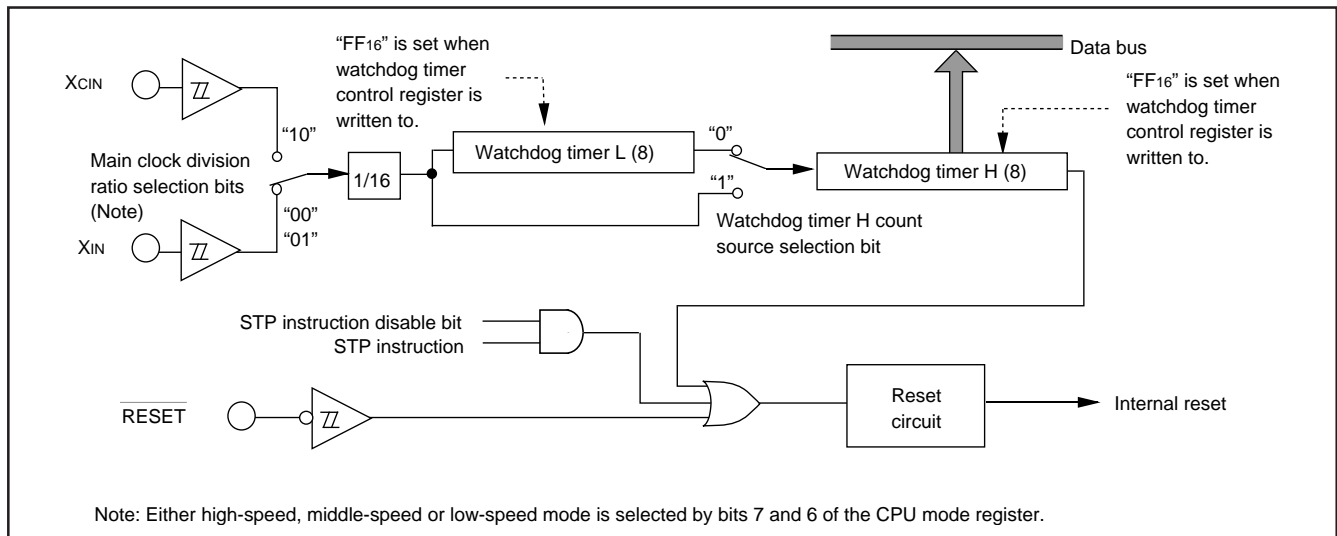 “FF16” is set when
watchdog timer
control register is
written to.
Data bus
“FF16” is set when
watchdog timer
control register is
written to.
XCIN
“10”
Main clock division
ratio selection bits
(Note)
“00”
“01”
XIN
1/16
Watchdog timer L (8)
“0”
“1”
Watchdog timer H count
source selection bit
Watchdog timer H (8)
STP instruction disable bit
STP instruction
RESET
Reset
circuit
Internal reset
Note: Either high-speed, middle-speed or low-speed mode is selected by bits 7 and 6 of the CPU mode register.